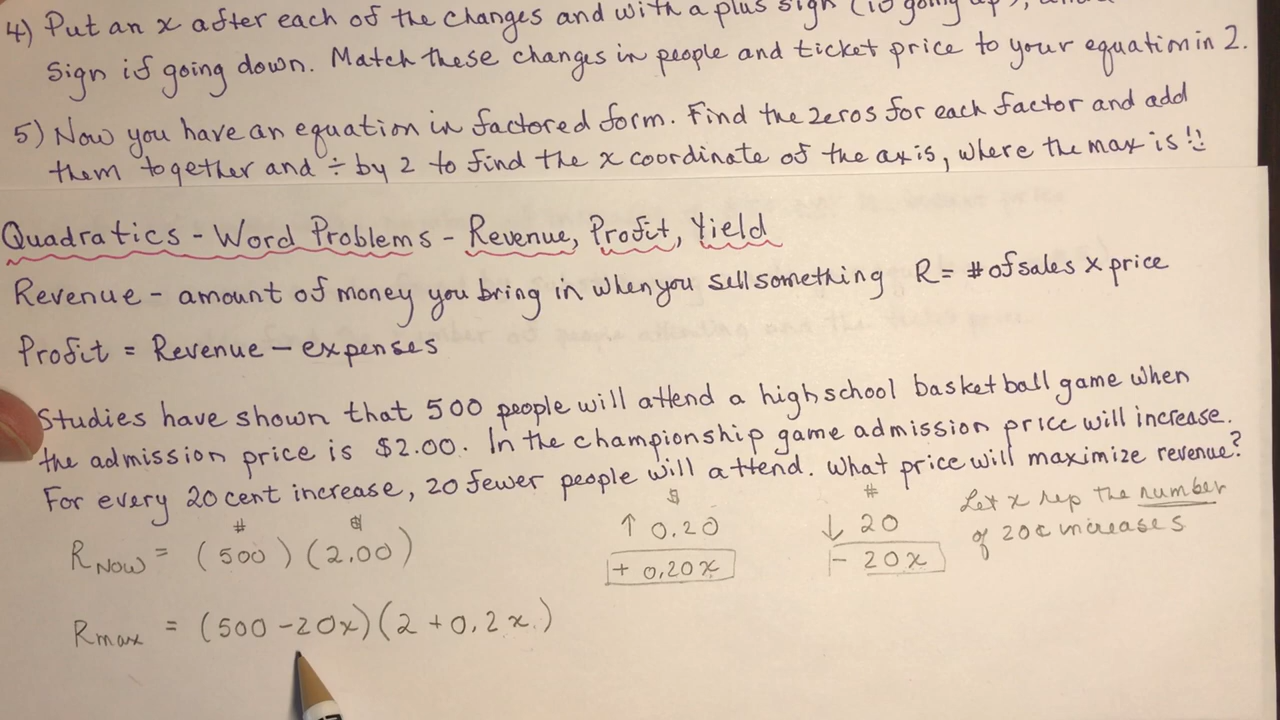 4) Put an x after each of the changes and with a plus sign (is going up),
Sign if going down. Match these changes in people and ticket price to your equation in 2.
5) Now you have an equation in factored form. Find the zeros for each factor and add
them together and ÷ by 2 to find the x coordinate of the axis, where the max is!!
Quadratics - Word Problems - Revenue, Profit, Yield
Revenue - amount of money you bring in when you sell something R = # of sales x price
Profit = Revenue - expenses
Studies have shown that 500 people will attend a high school basketball game when
the admission price is $2.00. In the championship game admission price will increase.
For every 20 cent increase, 20 fewer people will attend. What price will maximize revenue?
# $ $ # Let x rep the number
RNOW = (500) (2.00) ↑ 0.20 ↓ 20 of 20¢ increases
+ 0.20x - 20x
Rmax = (500 - 20x)(2 + 0.2x)